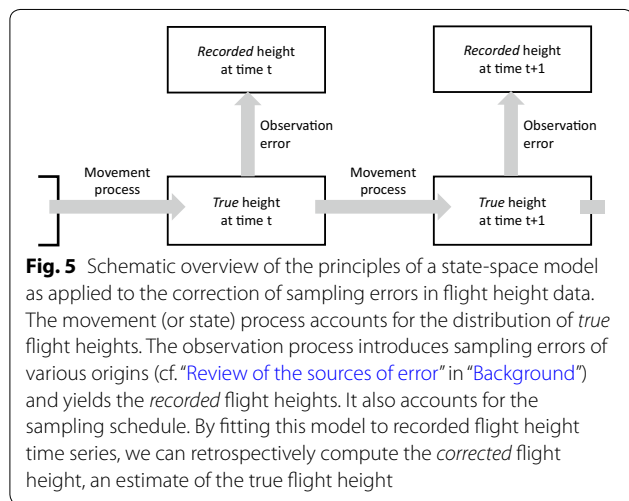 Recorded height
at time t
Recorded height
at time t+1
Observation
error
Observation
error
Movement
process
Movement
process
True height
at time t
True height
at time t+1
Fig. 5 Schematic overview of the principles of a state-space model
as applied to the correction of sampling errors in flight height data.
The movement (or state) process accounts for the distribution of true
flight heights. The observation process introduces sampling errors of
various origins (cf. “Review of the sources of error” in “Background”)
and yields the recorded flight heights. It also accounts for the
sampling schedule. By fitting this model to recorded flight height
time series, we can retrospectively compute the corrected flight
height, an estimate of the true flight height